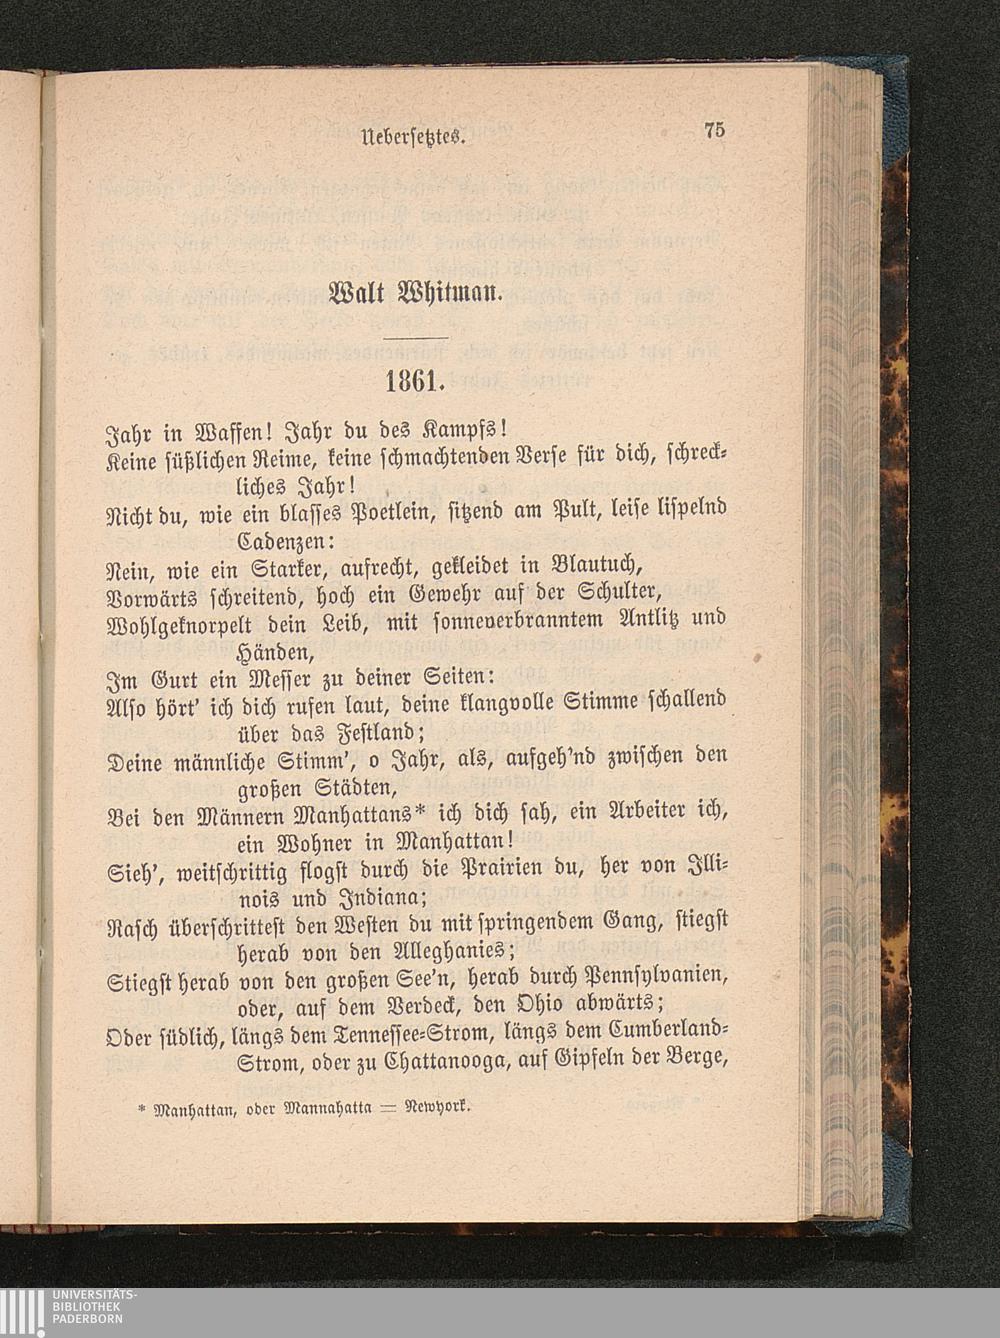 Uebersetztes.
75
Walt Whitman.
1861.
Jahr in Waffen! Jahr du des Kampfs!
Keine süßlichen Reime, keine schmachtenden Verse für dich, schreck-
liches Jahr!
Nicht du, wie ein blasses Poetlein, sitzend am Pult, leise lispelnd
Cadenzen:
Nein, wie ein Starker, aufrecht, gekleidet in Blautuch,
Vorwärts schreitend, hoch ein Gewehr auf der Schulter,
Wohlgeknorpelt dein Leib, mit sonneverbranntem Antlitz und
Händen,
Im Gurt ein Messer zu deiner Seiten:
Also hört' ich dich rufen laut, deine klangvolle Stimme schallend
über das Festland;
Deine männliche Stimm', o Jahr, als, aufgeh'nd zwischen den
großen Städten,
Bei den Männern Manhattans* ich dich sah, ein Arbeiter ich,
ein Wohner in Manhattan!
Sieh', weitschrittig flogst durch die Prairien du, her von Illi-
nois und Indiana;
Rasch überschrittest den Westen du mit springendem Gang, stiegst
herab von den Alleghanies;
Stiegst herab von den großen See'n, herab durch Pennsylvanien,
oder, auf dem Verdeck, den Ohio abwärts;
Oder südlich, längs dem Tennessee-Strom, längs dem Cumberland-
Strom, oder zu Chattanooga, auf Gipfeln der Berge,
* Manhattan, oder Mannahatta = Newyork.
UNIVERSITÄTS-
BIBLIOTHEK
PADERBORN